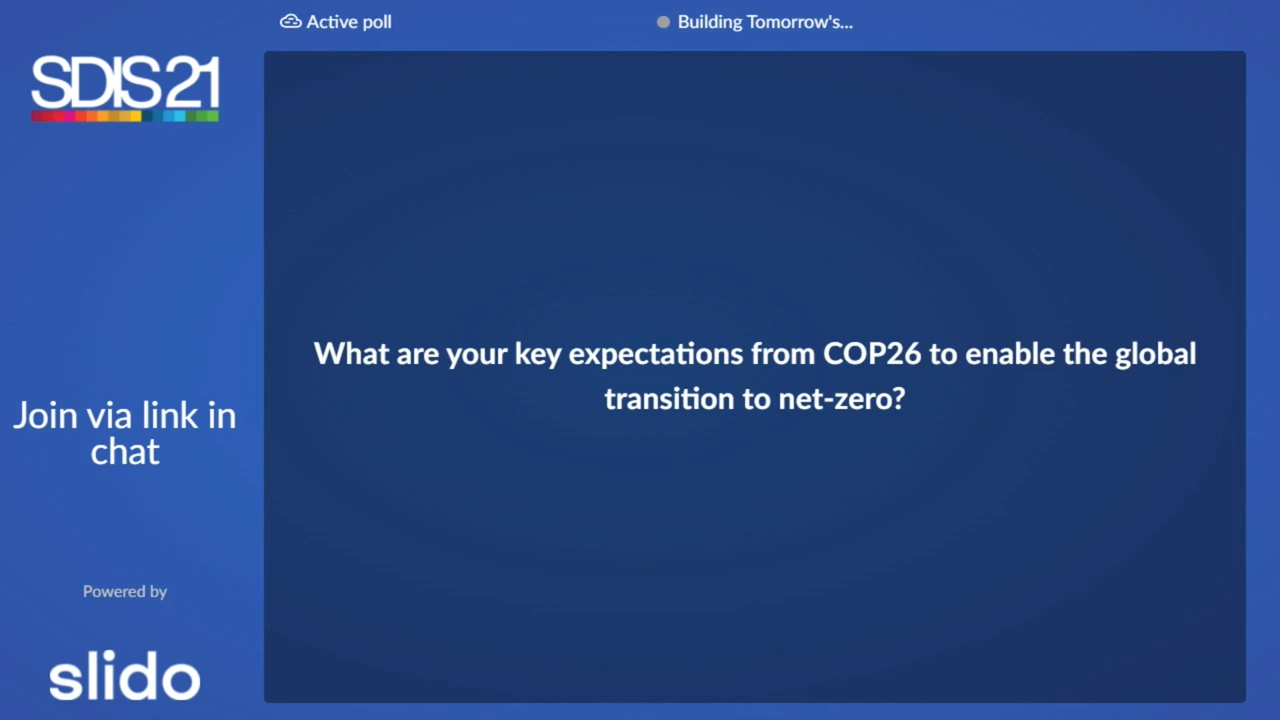 Active poll
Building Tomorrow's...
SDIS21
What are your key expectations from COP26 to enable the global
transition to net-zero?
Join via link in
chat
Powered by
slido